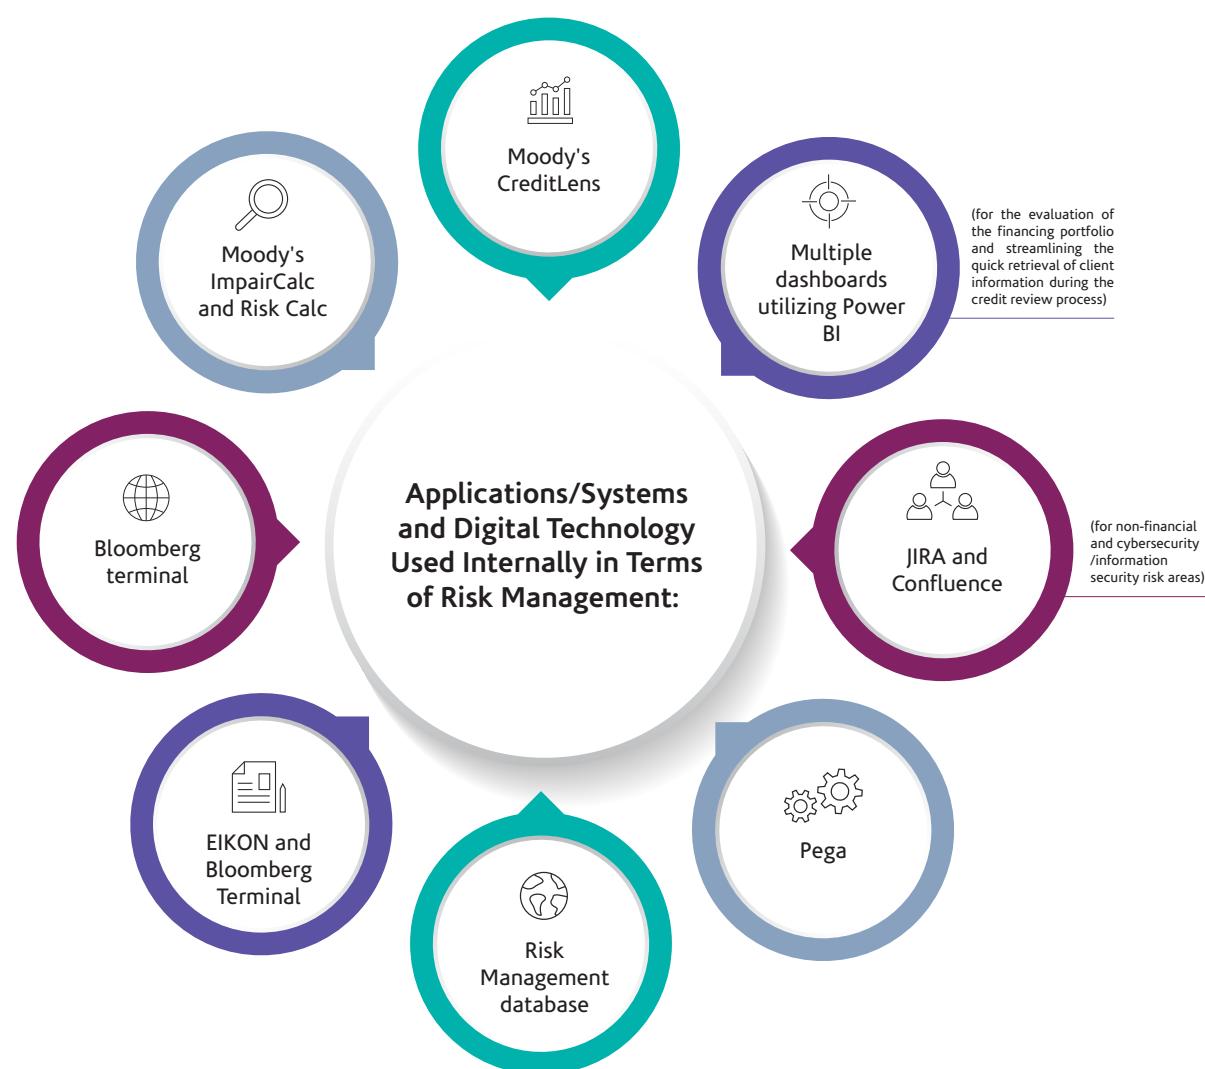 Moody's
CreditLens
Multiple
dashboards
utilizing Power
BI
(for the evaluation of
the financing portfolio
and streamlining the
quick retrieval of client
information during the
credit review process)
JIRA and
Confluence
(for non-financial
and cybersecurity
/information
security risk areas)
Pega
Risk
Management
database
EIKON and
Bloomberg
Terminal
Bloomberg
terminal
Moody's
ImpairCalc
and Risk Calc
Applications/Systems
and Digital Technology
Used Internally in Terms
of Risk Management: